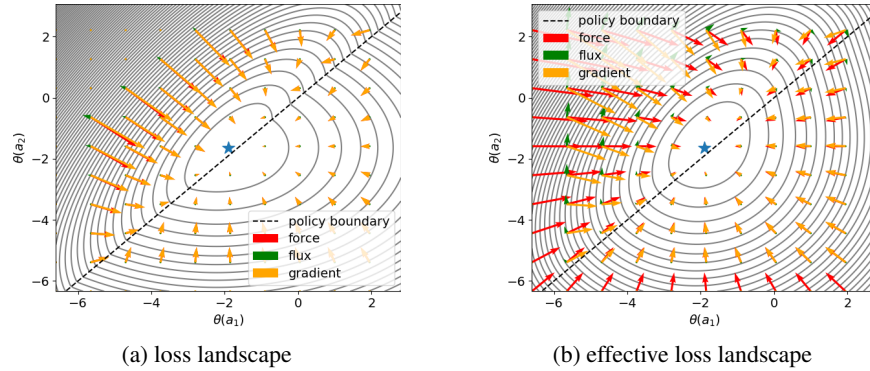 2
0
−2
−4
−6
θ(a₂)
−6
−4
−2
0
2
θ(a₁)
policy boundary
force
flux
gradient
(a) loss landscape
2
0
−2
−4
−6
θ(a₂)
−6
−4
−2
0
2
θ(a₁)
policy boundary
force
flux
gradient
(b) effective loss landscape